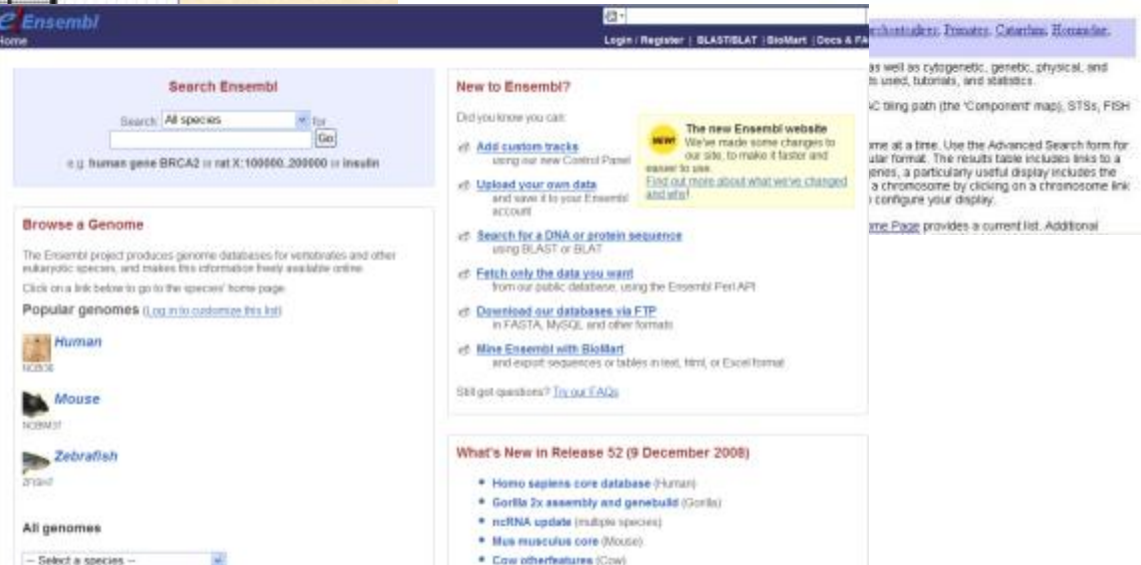 e! Ensembl
Home
Login / Register | BLAST/BLAT | BioMart | Docs & FA
Search Ensembl
Search: All species for
Go
e.g. human gene BRCA2 or rat X:100000..200000 or insulin
Browse a Genome
The Ensembl project produces genome databases for vertebrates and other
eukaryotic species, and makes this information freely available online.
Click on a link below to go to the species' home page.
Popular genomes (Log in to customize this list)
Human
NCBI36
Mouse
NCBIM37
Zebrafish
ZFISH7
All genomes
-- Select a species --
New to Ensembl?
Did you know you can:
Add custom tracks
using our new Control Panel
Upload your own data
and save it to your Ensembl
account
Search for a DNA or protein sequence
using BLAST or BLAT
Fetch only the data you want
from our public database, using the Ensembl Perl API
Download our databases via FTP
in FASTA, MySQL and other formats
Mine Ensembl with BioMart
and export sequences or tables in text, html, or Excel format
Still got questions? Try our FAQs
NEW!
The new Ensembl website
We've made some changes to
our site, to make it faster and
easier to use.
Find out more about what we've changed
and why!
What's New in Release 52 (9 December 2008)
Homo sapiens core database (Human)
Gorilla 2x assembly and genebuild (Gorilla)
ncRNA update (multiple species)
Mus musculus core (Mouse)
Cow otherfeatures (Cow)
Primates; Catarrhini; Hominidae;
as well as cytogenetic, genetic, physical, and
ts used, tutorials, and statistics.
AC tiling path (the 'Component' map), STSs, FISH
ome at a time. Use the Advanced Search form for
ular format. The results table includes links to a
genes, a particularly useful display includes the
a chromosome by clicking on a chromosome link
configure your display.
me Page provides a current list. Additional